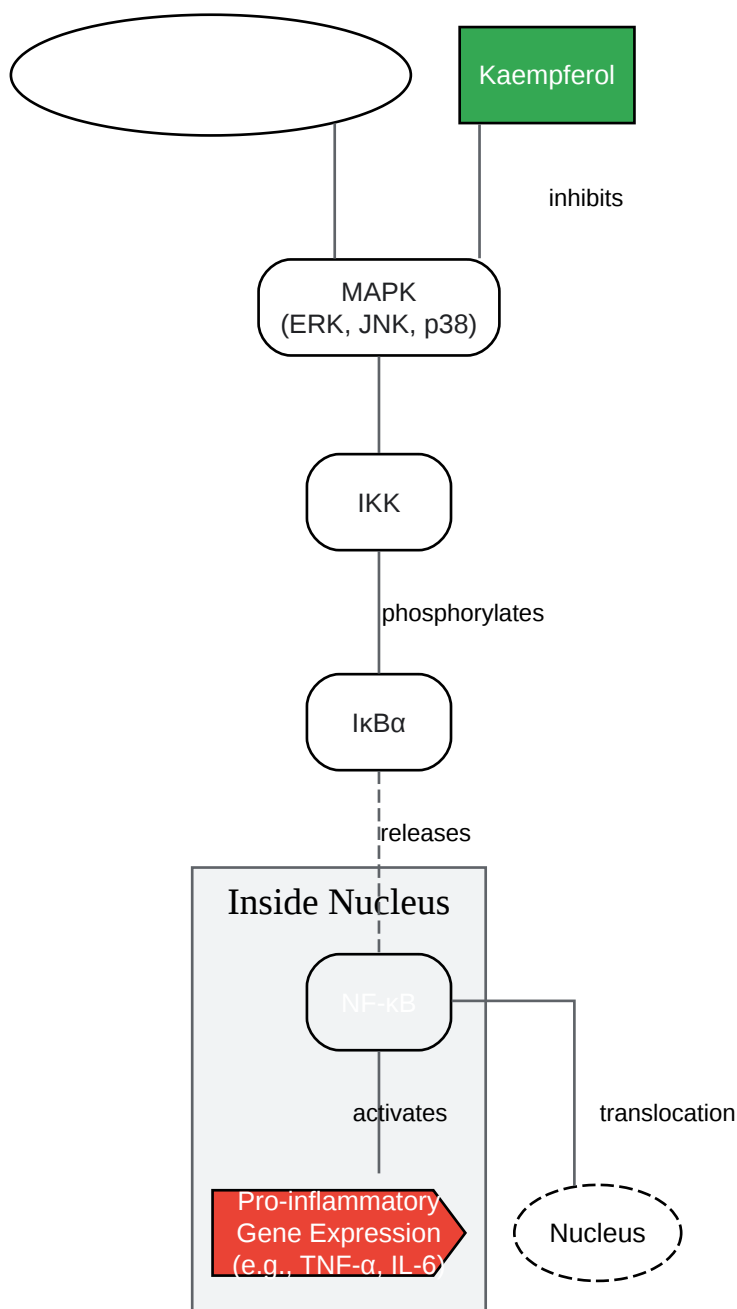 Kaempferol
inhibits
MAPK
(ERK, JNK, p38)
IKK
phosphorylates
IκBα
releases
Inside Nucleus
NF-κB
activates
translocation
Pro-inflammatory
Gene Expression
(e.g., TNF-α, IL-6)
Nucleus